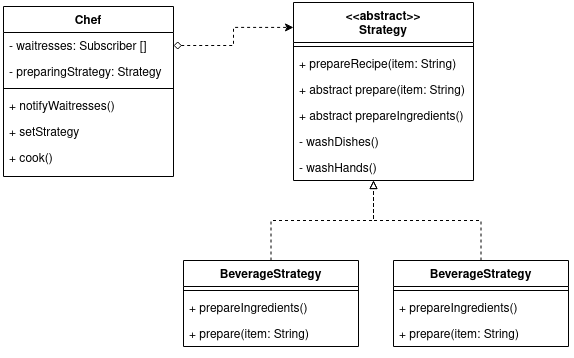 Chef
- waitresses: Subscriber []
- preparingStrategy: Strategy
+ notifyWaitresses()
+ setStrategy
+ cook()
<<abstract>>
Strategy
+ prepareRecipe(item: String)
+ abstract prepare(item: String)
+ abstract prepareIngredients()
- washDishes()
- washHands()
BeverageStrategy
+ prepareIngredients()
+ prepare(item: String)
BeverageStrategy
+ prepareIngredients()
+ prepare(item: String)